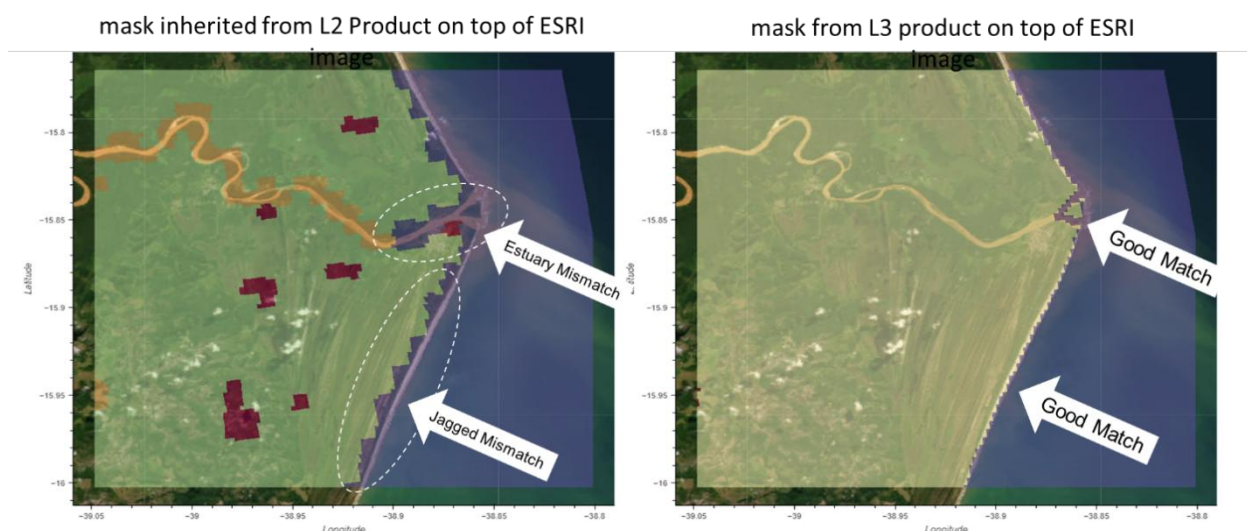 mask inherited from L2 Product on top of ESRI
image
Estuary Mismatch
Jagged Mismatch
−15.8
−15.85
−15.9
−15.95
−16
Latitude
−39.05
−39
−38.95
−38.9
−38.85
−38.8
Longitude
mask from L3 product on top of ESRI
image
Good Match
Good Match
−15.8
−15.85
−15.9
−15.95
−16
−39.05
−39
−38.95
−38.9
−38.85
−38.8
Longitude